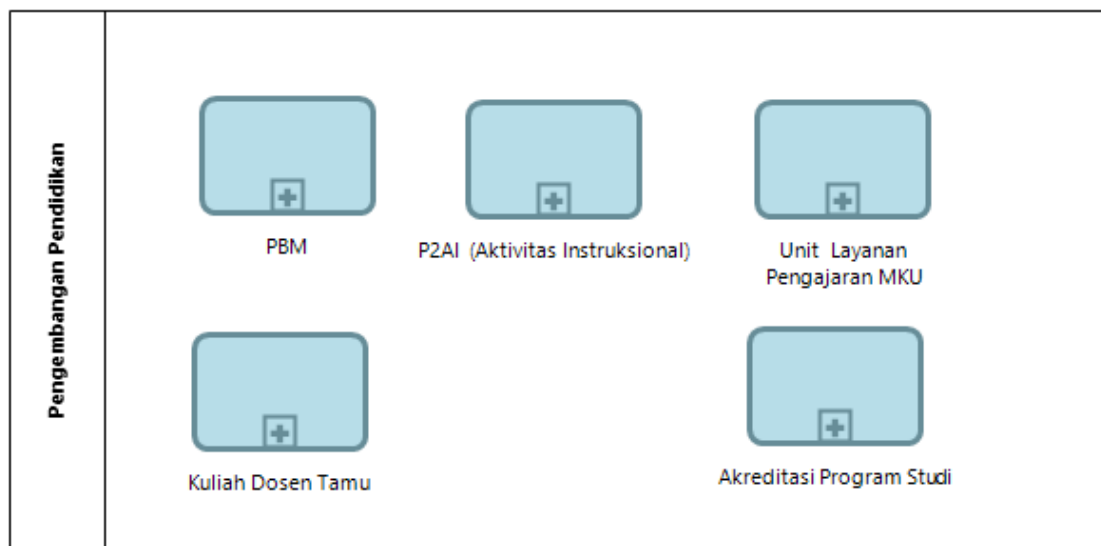 Pengembangan Pendidikan
PBM
P2AI (Aktivitas Instruksional)
Unit Layanan
Pengajaran MKU
Kuliah Dosen Tamu
Akreditasi Program Studi